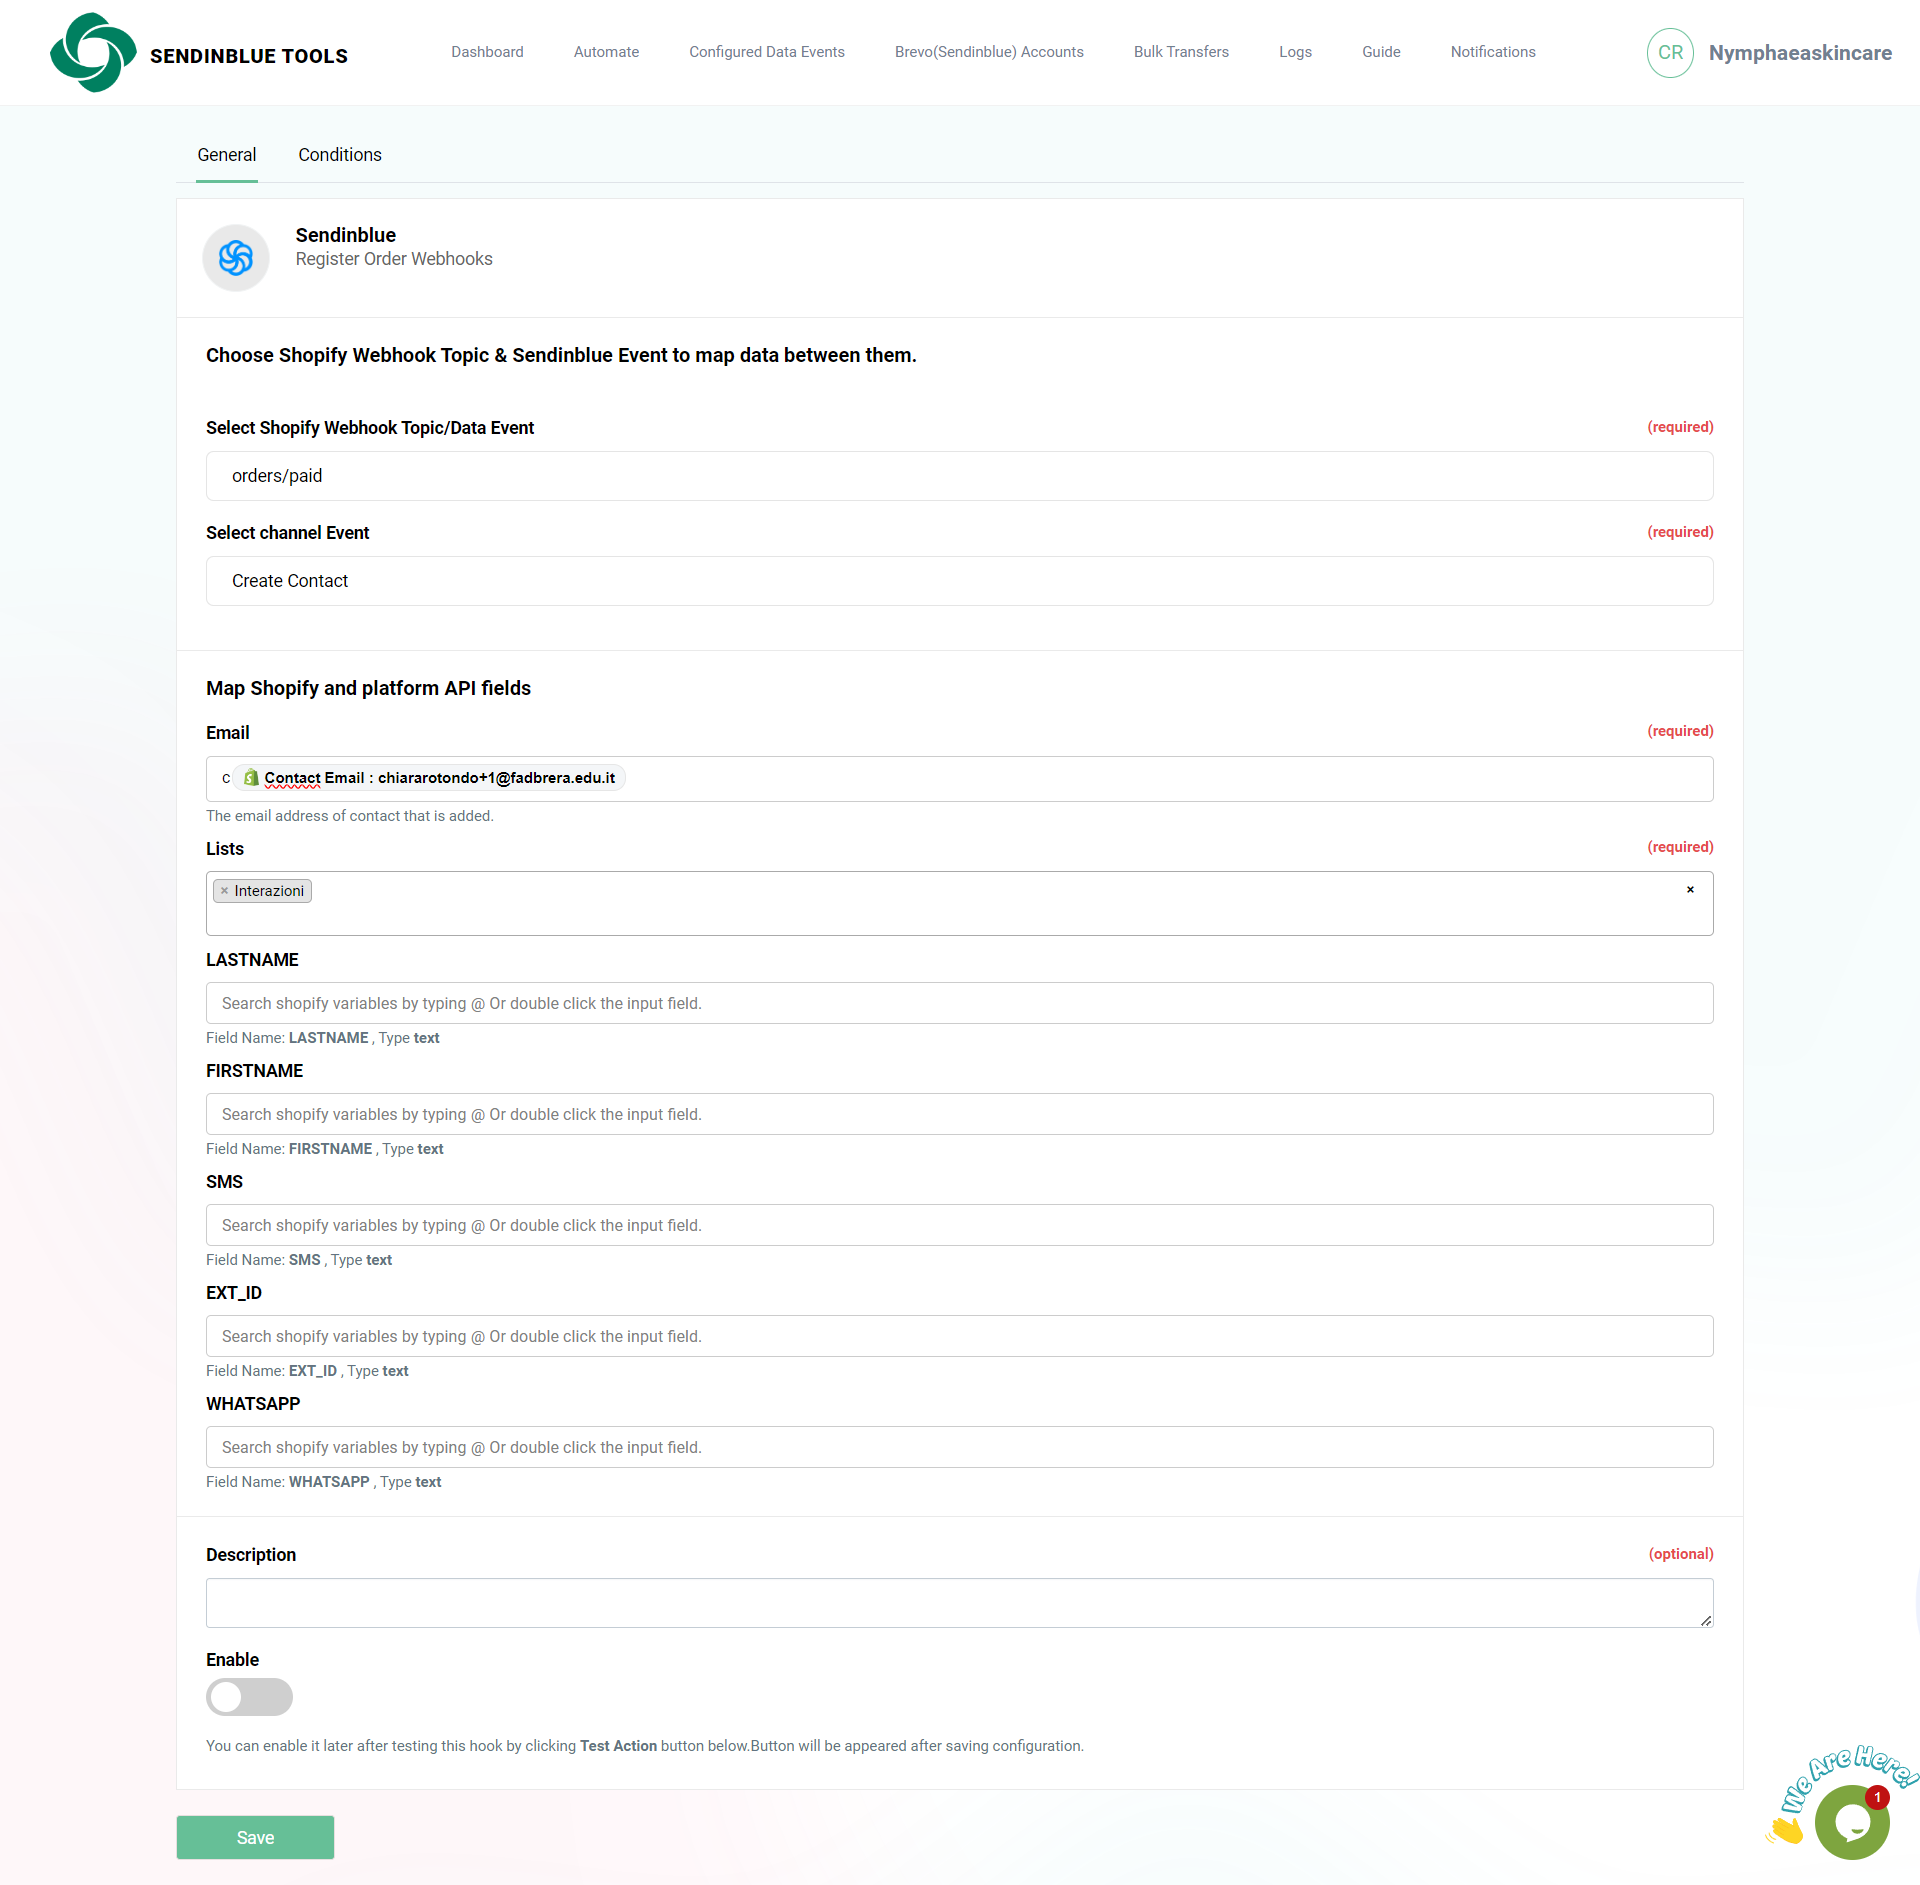 SENDINBLUE TOOLS
Dashboard
Automate
Configured Data Events
Brevo(Sendinblue) Accounts
Bulk Transfers
Logs
Guide
Notifications
CR
Nymphaeaskincare
General
Conditions
Sendinblue
Register Order Webhooks
Choose Shopify Webhook Topic & Sendinblue Event to map data between them.
Select Shopify Webhook Topic/Data Event
(required)
orders/paid
Select channel Event
(required)
Create Contact
Map Shopify and platform API fields
Email
(required)
c Contact Email : chiararotondo+1@fadbrera.edu.it
The email address of contact that is added.
Lists
(required)
× Interazioni
×
LASTNAME
Search shopify variables by typing @ Or double click the input field.
Field Name: LASTNAME , Type text
FIRSTNAME
Search shopify variables by typing @ Or double click the input field.
Field Name: FIRSTNAME , Type text
SMS
Search shopify variables by typing @ Or double click the input field.
Field Name: SMS , Type text
EXT_ID
Search shopify variables by typing @ Or double click the input field.
Field Name: EXT_ID , Type text
WHATSAPP
Search shopify variables by typing @ Or double click the input field.
Field Name: WHATSAPP , Type text
Description
(optional)
Enable
You can enable it later after testing this hook by clicking Test Action button below.Button will be appeared after saving configuration.
Save
We Are Here!
1